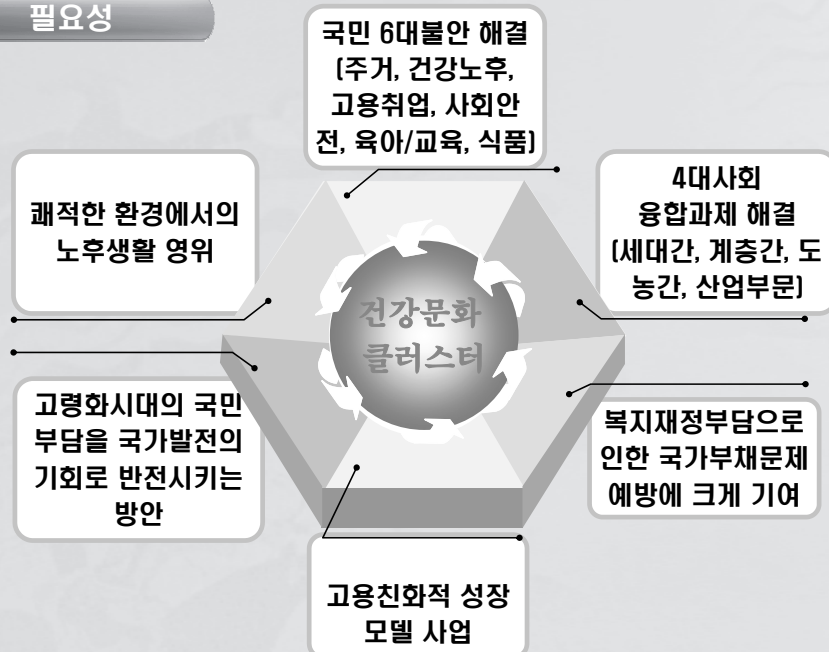 필요성
국민 6대불안 해결
(주거, 건강노후,
고용취업, 사회안
전, 육아/교육, 식품)
쾌적한 환경에서의
노후생활 영위
4대사회
융합과제 해결
(세대간, 계층간, 도
농간, 산업부문)
건강문화
클러스터
고령화시대의 국민
부담을 국가발전의
기회로 반전시키는
방안
복지재정부담으로
인한 국가부채문제
예방에 크게 기여
고용친화적 성장
모델 사업